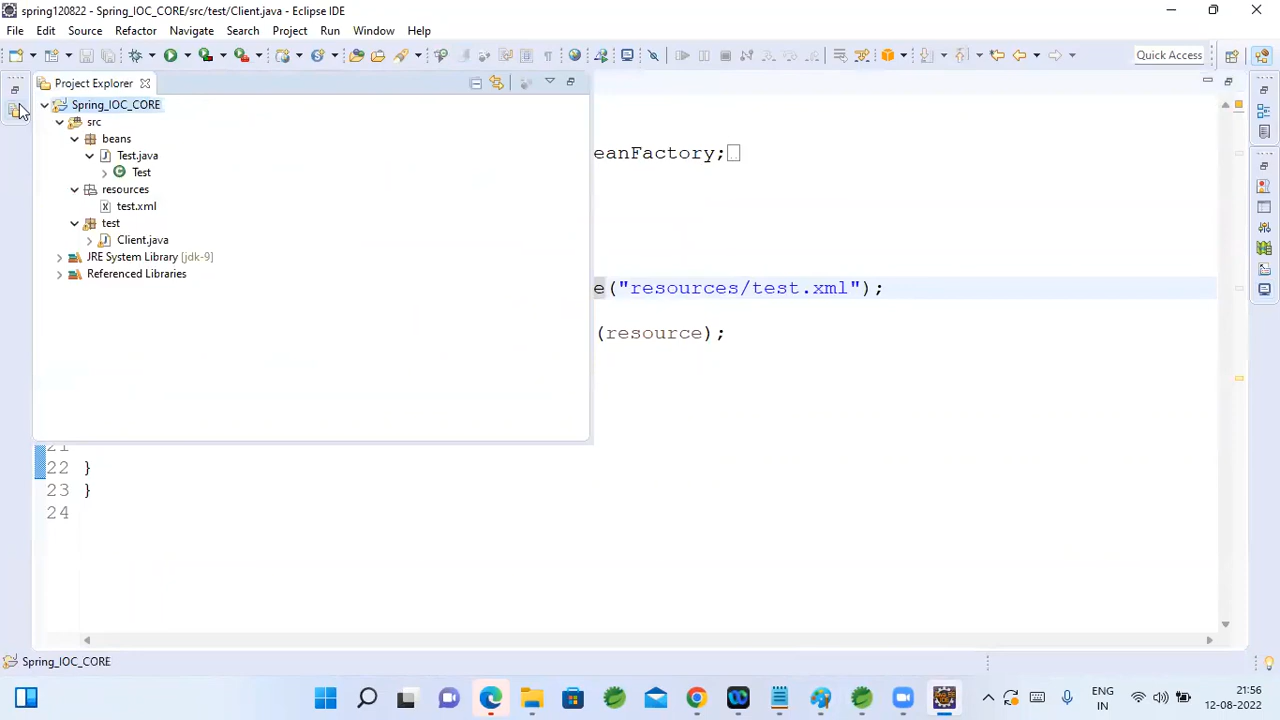 spring120822 - Spring_IOC_CORE/src/test/Client.java - Eclipse IDE
File Edit Source Refactor Navigate Search Project Run Window Help
Quick Access
Project Explorer
Spring_IOC_CORE
src
beans
eanFactory;
Test.java
Test
resources
test.xml
test
Client.java
JRE System Library [jdk-9]
Referenced Libraries
e("resources/test.xml");
(resource);
22 }
23 }
24
Spring_IOC_CORE
ENG
IN
21:56
12-08-2022